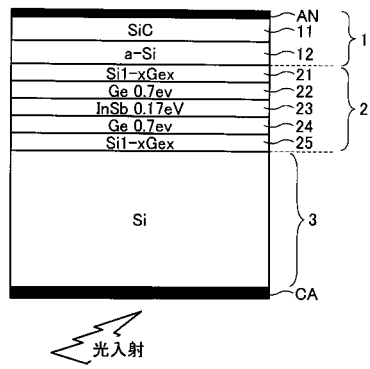 AN
SiC 11
a-Si 12
1
Si1-xGex 21
Ge 0.7ev 22
InSb 0.17eV 23
Ge 0.7ev 24
Si1-xGex 25
2
Si
3
CA
光入射